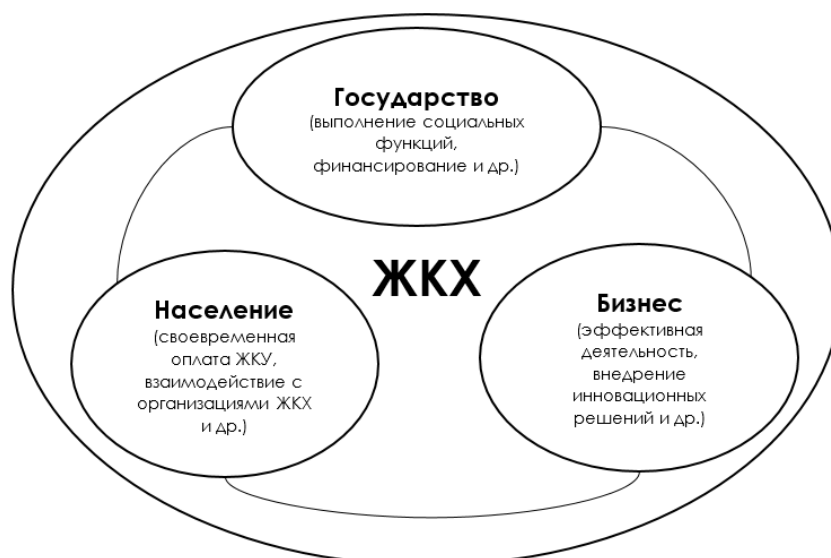 Государство
(выполнение социальных
функций,
финансирование и др.)
ЖКХ
Население
(своевременная
оплата ЖКУ,
взаимодействие с
организациями ЖКХ
и др.)
Бизнес
(эффективная
деятельность,
внедрение
инновационных
решений и др.)